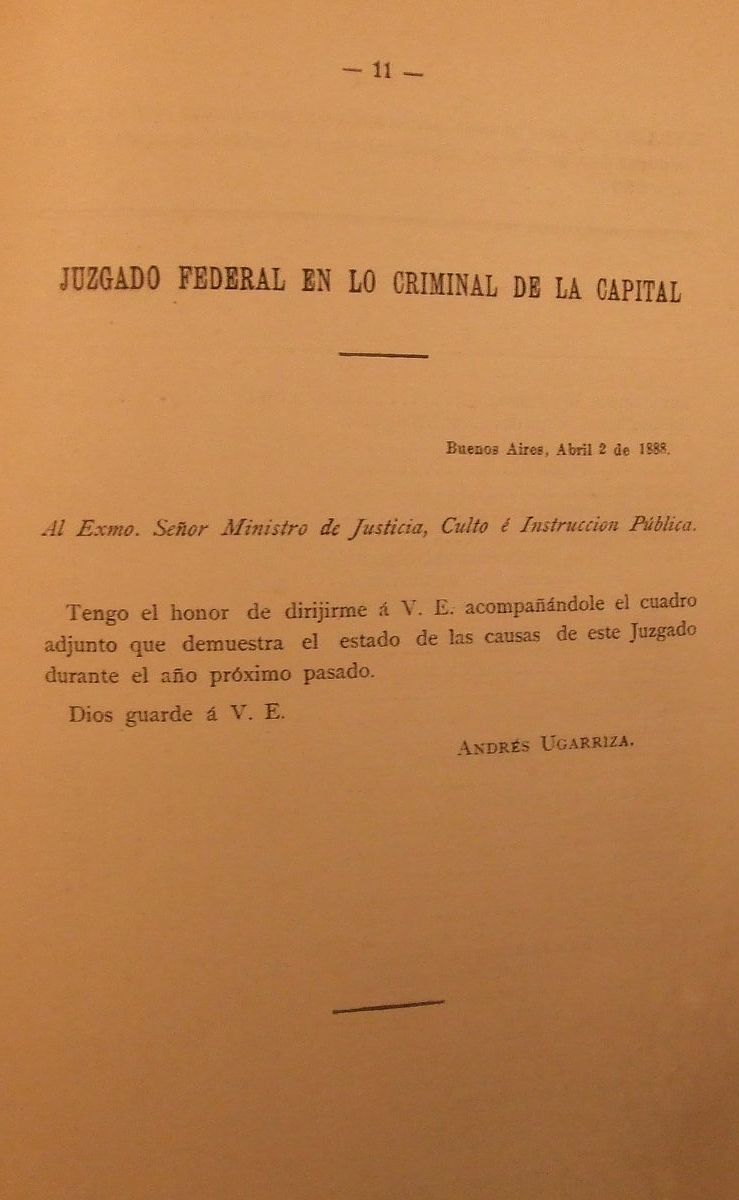 — 11 —
JUZGADO FEDERAL EN LO CRIMINAL DE LA CAPITAL
Buenos Aires, Abril 2 de 1888.
Al Exmo. Señor Ministro de Justicia, Culto é Instruccion Pública.
Tengo el honor de dirijirme á V. E. acompañándole el cuadro
adjunto que demuestra el estado de las causas de este Juzgado
durante el año próximo pasado.
Dios guarde á V. E.
ANDRÉS UGARRIZA.